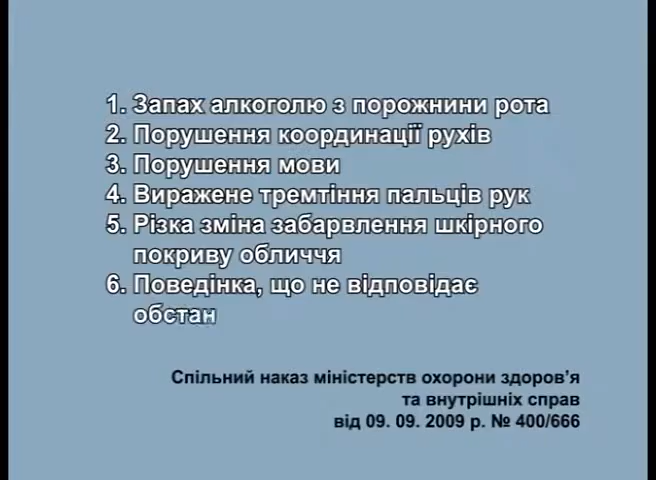 1. Запах алкоголю з порожнини рота
2. Порушення координації рухів
3. Порушення мови
4. Виражене тремтіння пальців рук
5. Різка зміна забарвлення шкірного
покриву обличчя
6. Поведінка, що не відповідає
обстан
Спільний наказ міністерств охорони здоров'я
та внутрішніх справ
від 09. 09. 2009 р. № 400/666